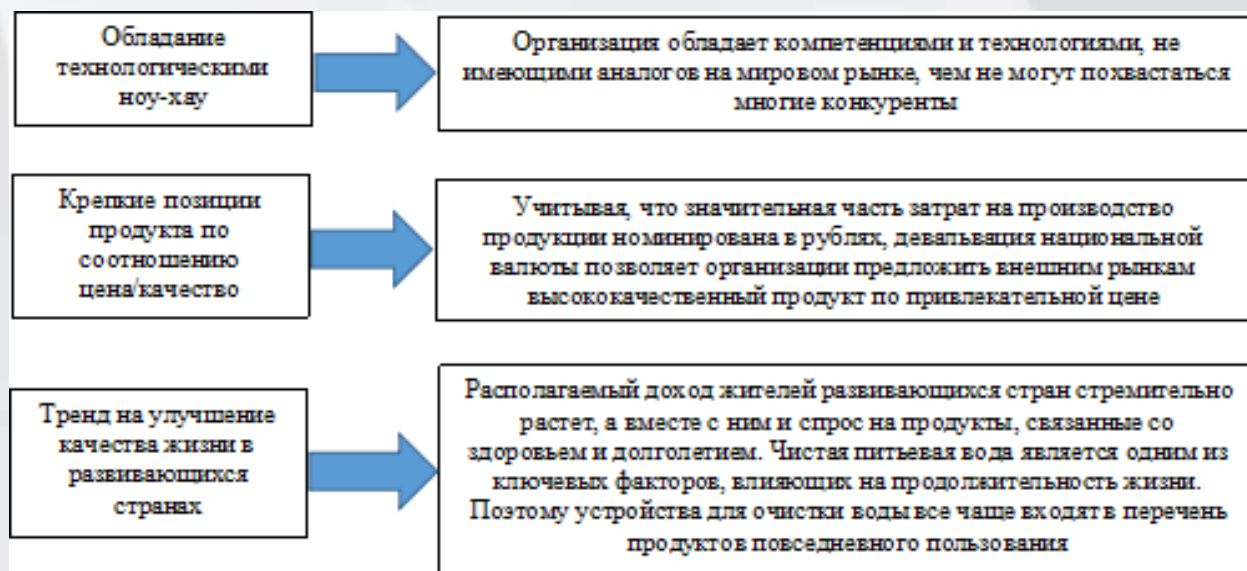 Обладание
технологическими
ноу-хау
Организация обладает компетенциями и технологиями, не
имеющими аналогов на мировом рынке, чем не могут похвастаться
многие конкуренты
Крепкие позиции
продукта по
соотношению
цена/качество
Учитывая, что значительная часть затрат на производство
продукции номинирована в рублях, девальвация национальной
валюты позволяет организации предложить внешним рынкам
высококачественный продукт по привлекательной цене
Тренд на улучшение
качества жизни в
развивающихся
странах
Располагаемый доход жителей развивающихся стран стремительно
растет, а вместе с ним и спрос на продукты, связанные со
здоровьем и долголетием. Чистая питьевая вода является одним из
ключевых факторов, влияющих на продолжительность жизни.
Поэтому устройства для очистки воды все чаще входят в перечень
продуктов повседневного пользования